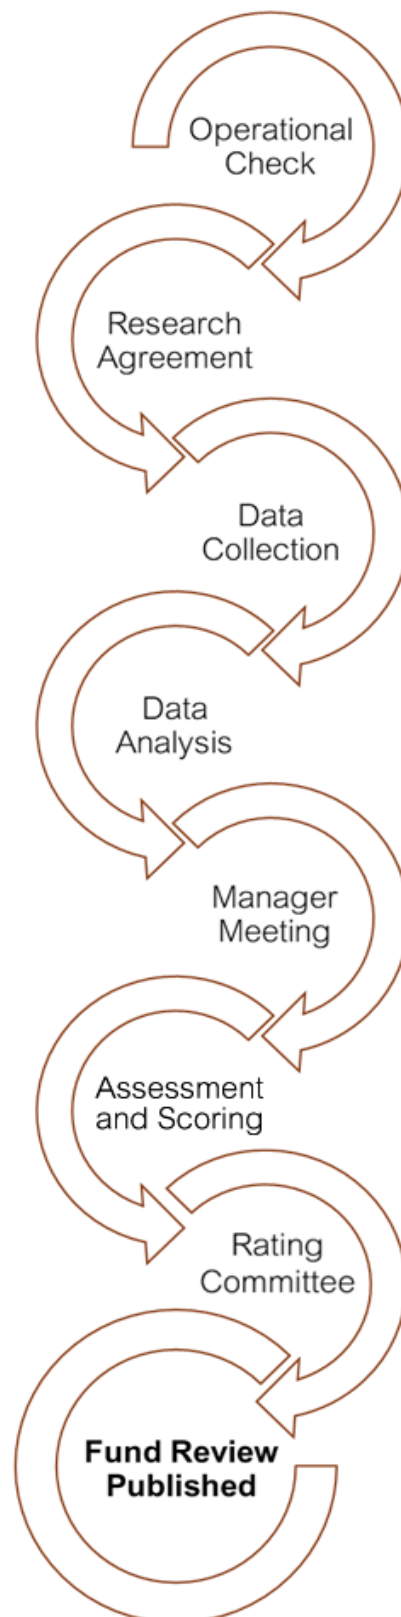 Operational
Check
Research
Agreement
Data
Collection
Data
Analysis
Manager
Meeting
Assessment
and Scoring
Rating
Committee
Fund Review
Published